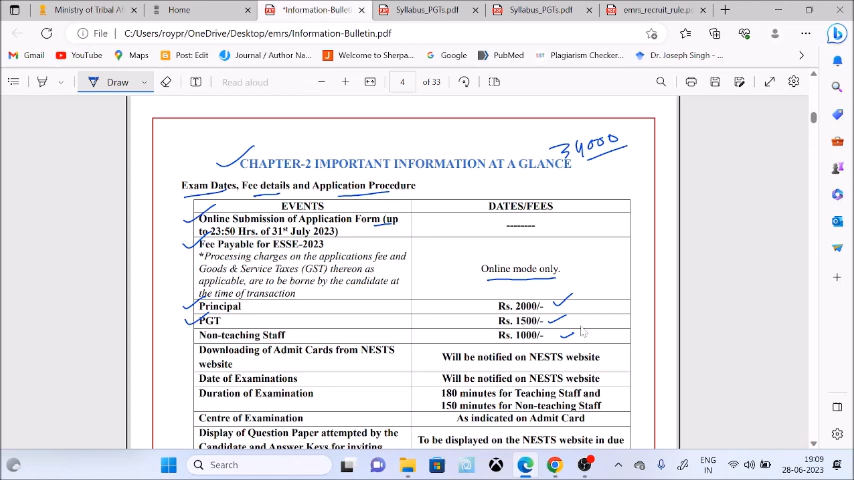 Ministry of Tribal Af
Home
*Information-Bulletin
Syllabus_PGTs.pdf
Syllabus_PGTs.pdf
emrs_recruit_rule.p
File
C:/Users/roypr/OneDrive/Desktop/emrs/Information-Bulletin.pdf
Gmail
YouTube
Maps
Post - Edit
Journal / Author Na...
Welcome to Sherpa...
Google
PubMed
Plagiarism Checker...
Dr. Joseph Singh -...
Draw
Read aloud
4 of 33
34000
CHAPTER-2 IMPORTANT INFORMATION AT A GLANCE
Exam Dates, Fee details and Application Procedure
EVENTS
DATES/FEES
Online Submission of Application Form (up
to 23:50 Hrs. of 31st July 2023)
--------
Fee Payable for ESSE-2023
*Processing charges on the applications fee and
Goods & Service Taxes (GST) thereon as
applicable, are to be borne by the candidate at
the time of transaction
Online mode only.
Principal
Rs. 2000/-
PGT
Rs. 1500/-
Non-teaching Staff
Rs. 1000/-
Downloading of Admit Cards from NESTS
website
Will be notified on NESTS website
Date of Examinations
Will be notified on NESTS website
Duration of Examination
180 minutes for Teaching Staff and
150 minutes for Non-teaching Staff
Centre of Examination
As indicated on Admit Card
Display of Question Paper attempted by the
Candidate and Answer Keys for inviting
To be displayed on the NESTS website in due
Search
ENG
IN
19:09
28-06-2023